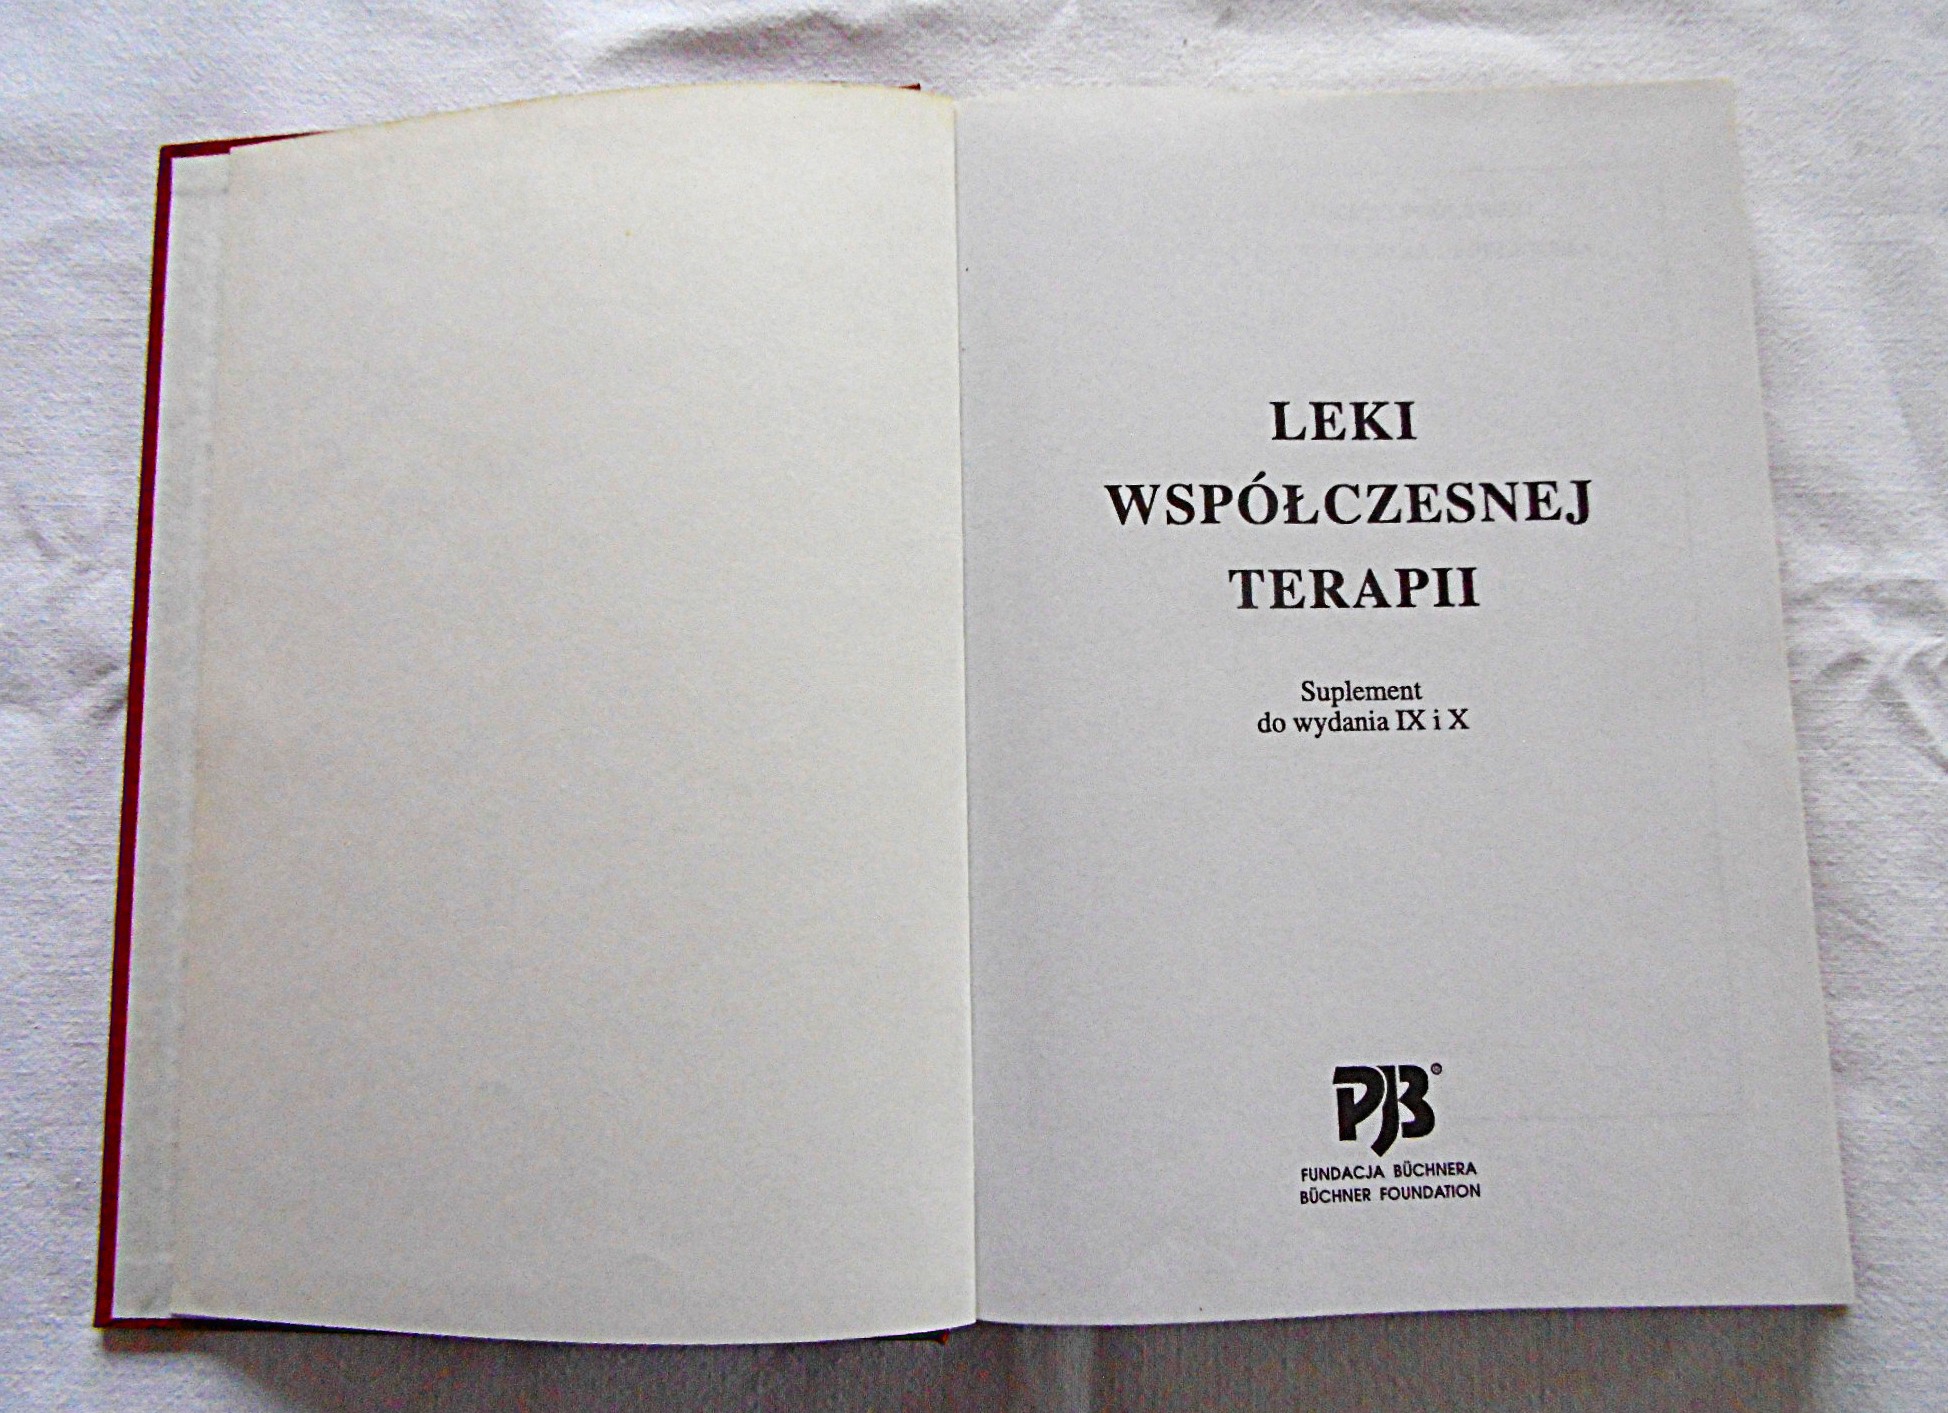 LEKI
WSPÓŁCZESNEJ
TERAPII
Suplement
do wydania IX i X
PJB®
FUNDACJA BÜCHNERA
BÜCHNER FOUNDATION